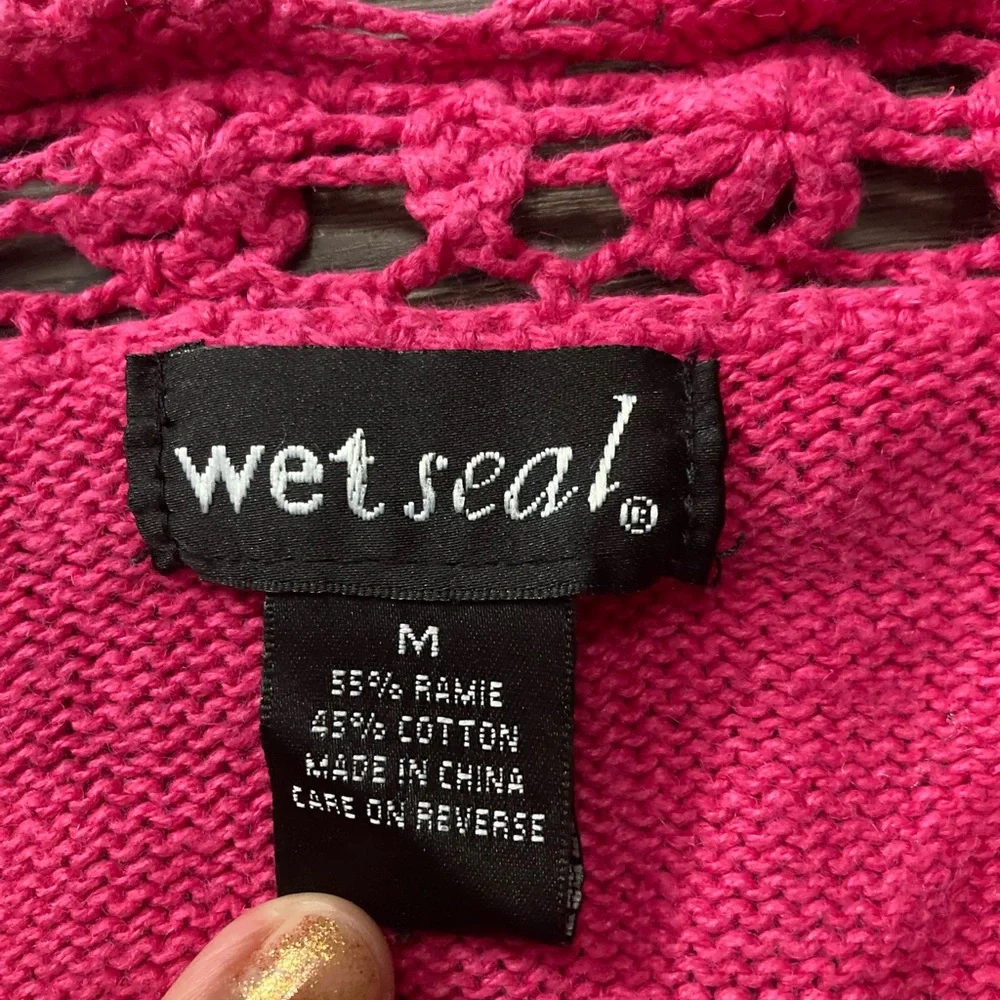 wet seal®
M
55% RAMIE
45% COTTON
MADE IN CHINA
CARE ON REVERSE